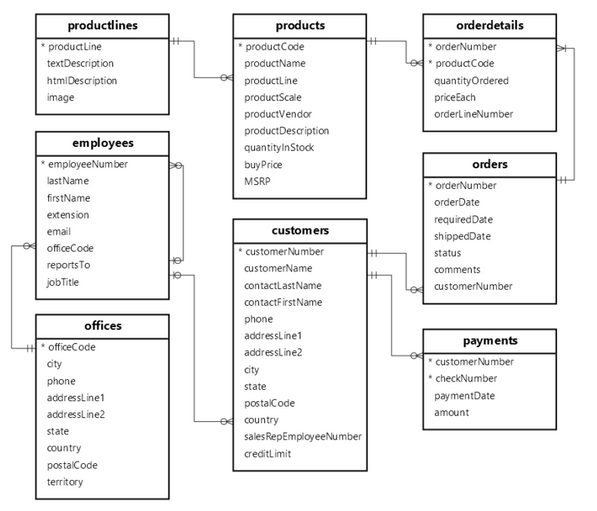 productlines
* productLine
textDescription
htmlDescription
image
products
* productCode
productName
productLine
productScale
productVendor
productDescription
quantityInStock
buyPrice
MSRP
orderdetails
* orderNumber
* productCode
quantityOrdered
priceEach
orderLineNumber
employees
* employeeNumber
lastName
firstName
extension
email
officeCode
reportsTo
jobTitle
customers
* customerNumber
customerName
contactLastName
contactFirstName
phone
addressLine1
addressLine2
city
state
postalCode
country
salesRepEmployeeNumber
creditLimit
orders
* orderNumber
orderDate
requiredDate
shippedDate
status
comments
customerNumber
offices
* officeCode
city
phone
addressLine1
addressLine2
state
country
postalCode
territory
payments
* customerNumber
* checkNumber
paymentDate
amount